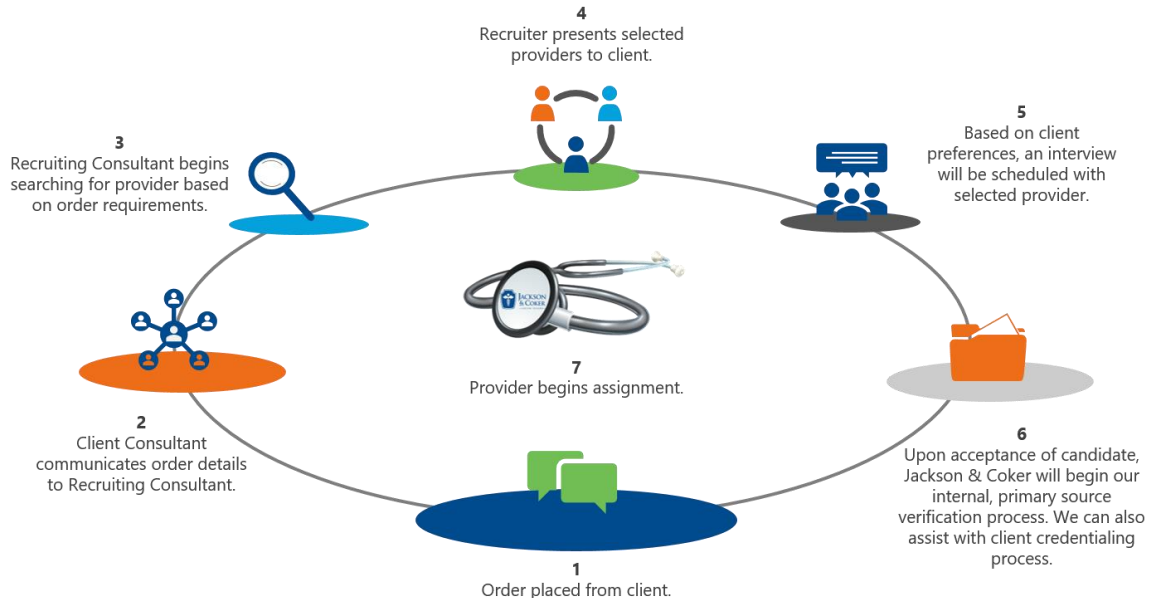 1
Order placed from client.
2
Client Consultant
communicates order details
to Recruiting Consultant.
3
Recruiting Consultant begins
searching for provider based
on order requirements.
4
Recruiter presents selected
providers to client.
5
Based on client
preferences, an interview
will be scheduled with
selected provider.
6
Upon acceptance of candidate,
Jackson & Coker will begin our
internal, primary source
verification process. We can also
assist with client credentialing
process.
JACKSON
& COKER
7
Provider begins assignment.